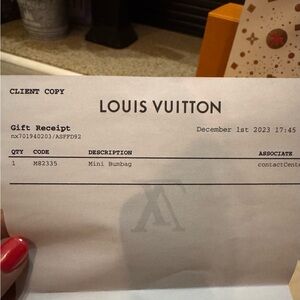 CLIENT COPY
LOUIS VUITTON
Gift Receipt December 1st 2023 17:45
nx701940203/ASFFD92
QTY CODE DESCRIPTION ASSOCIATE
1 M82335 Mini Bumbag contactCent